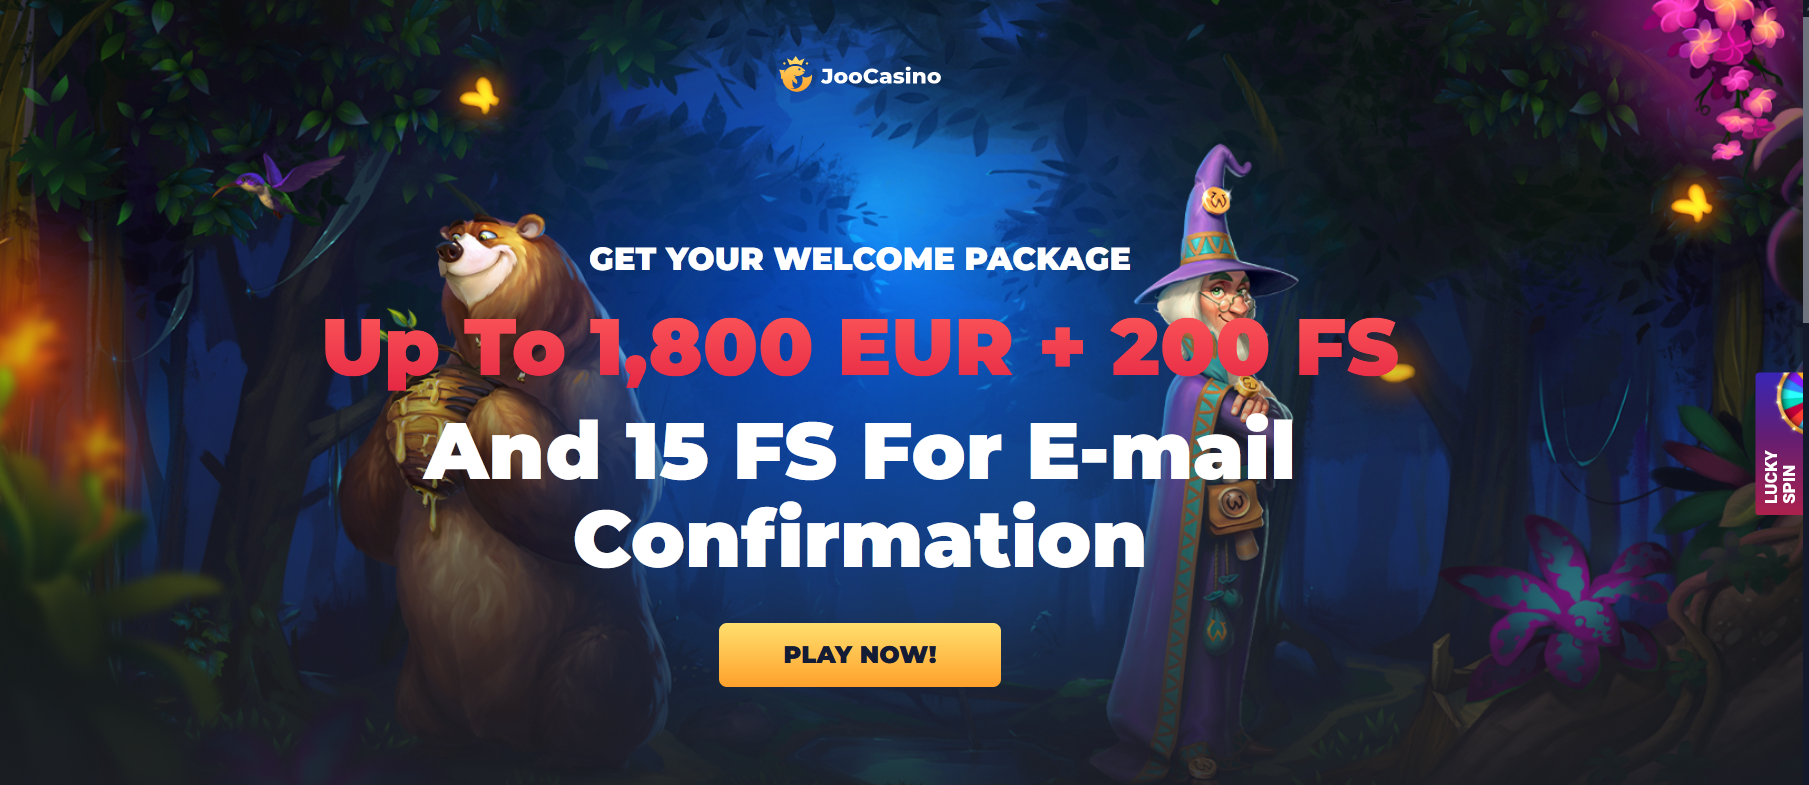 JooCasino
GET YOUR WELCOME PACKAGE
Up To 1,800 EUR + 200 FS
And 15 FS For E-mail
Confirmation
PLAY NOW!
LUCKY
SPIN